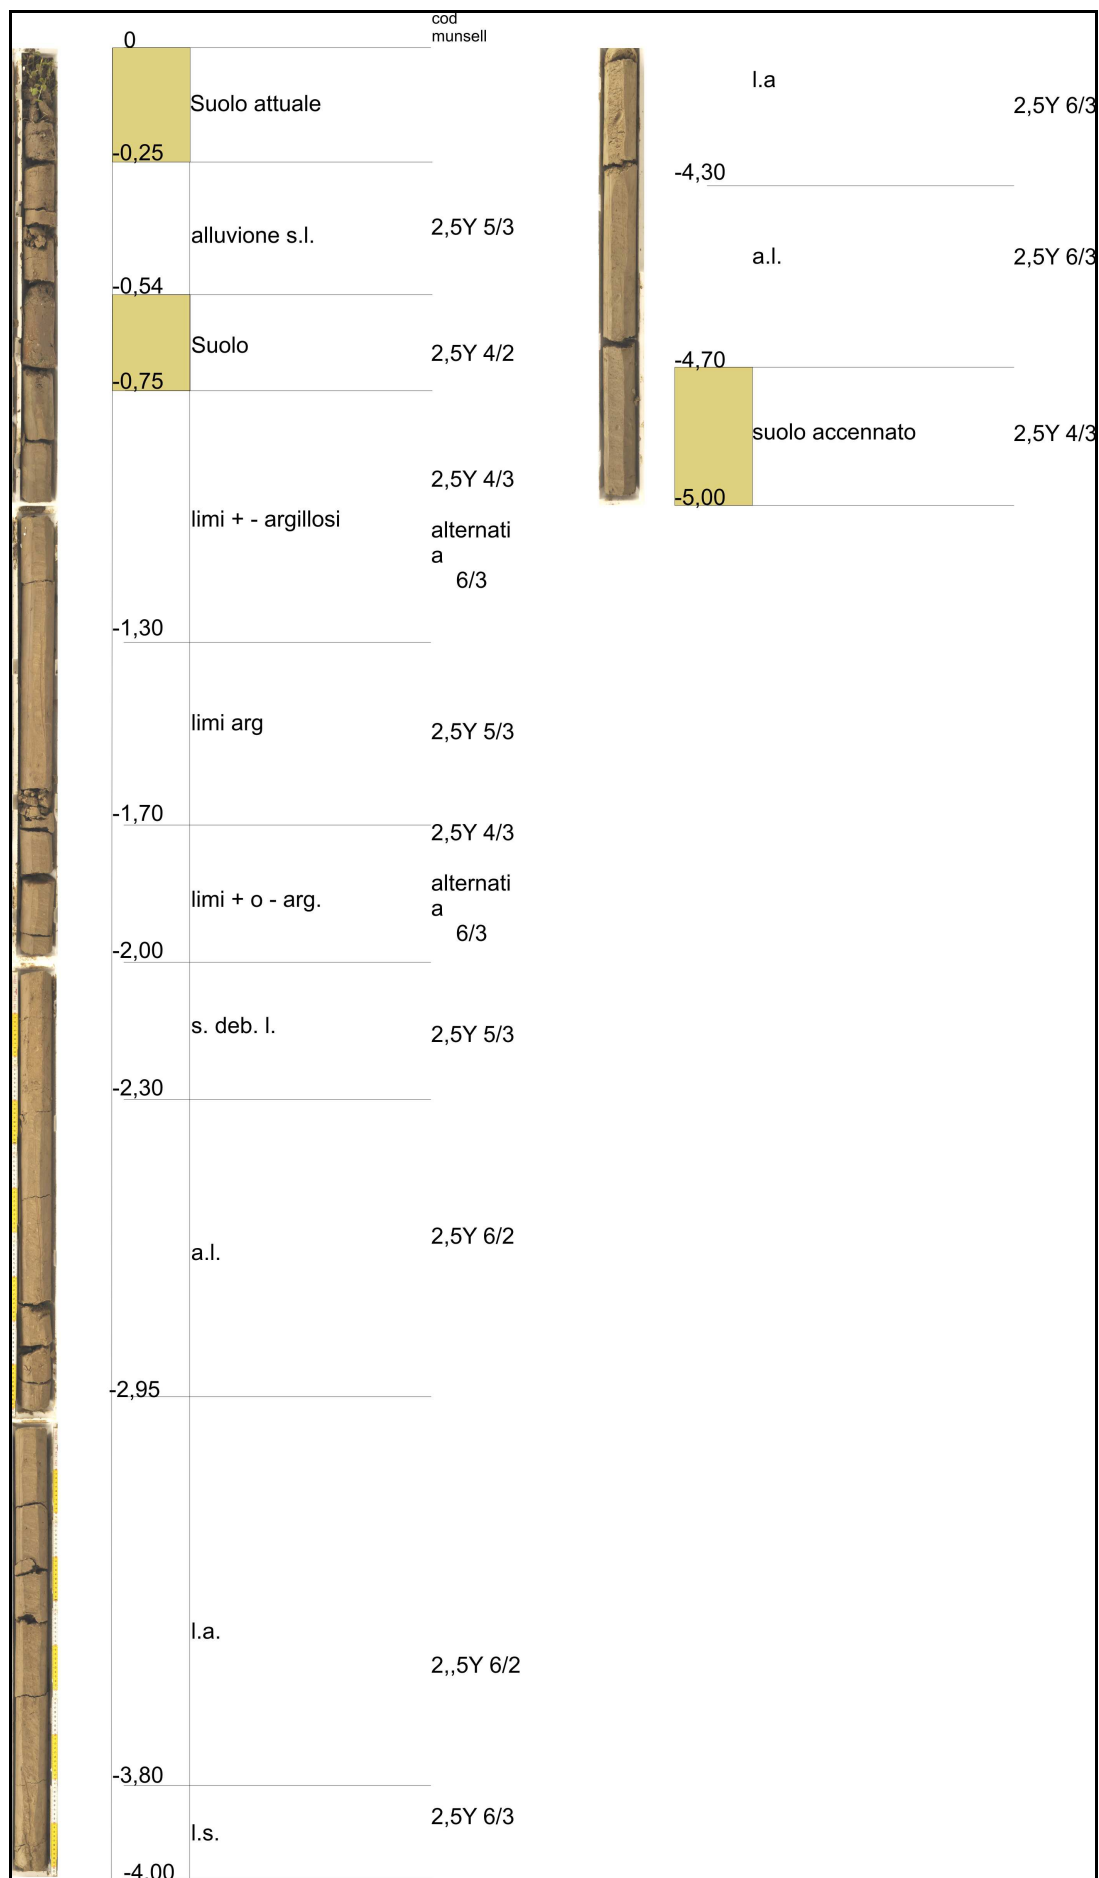 cod
munsell
0
Suolo attuale
-0,25
alluvione s.l.
2,5Y 5/3
-0,54
Suolo
2,5Y 4/2
-0,75
2,5Y 4/3
limi + - argillosi
alternati
a
6/3
-1,30
limi arg
2,5Y 5/3
-1,70
2,5Y 4/3
alternati
a
limi + o - arg.
6/3
-2,00
s. deb. l.
2,5Y 5/3
-2,30
a.l.
2,5Y 6/2
-2,95
l.a.
2,,5Y 6/2
-3,80
2,5Y 6/3
l.s.
-4,00
l.a
2,5Y 6/3
-4,30
a.l.
2,5Y 6/3
-4,70
suolo accennato
2,5Y 4/3
-5,00